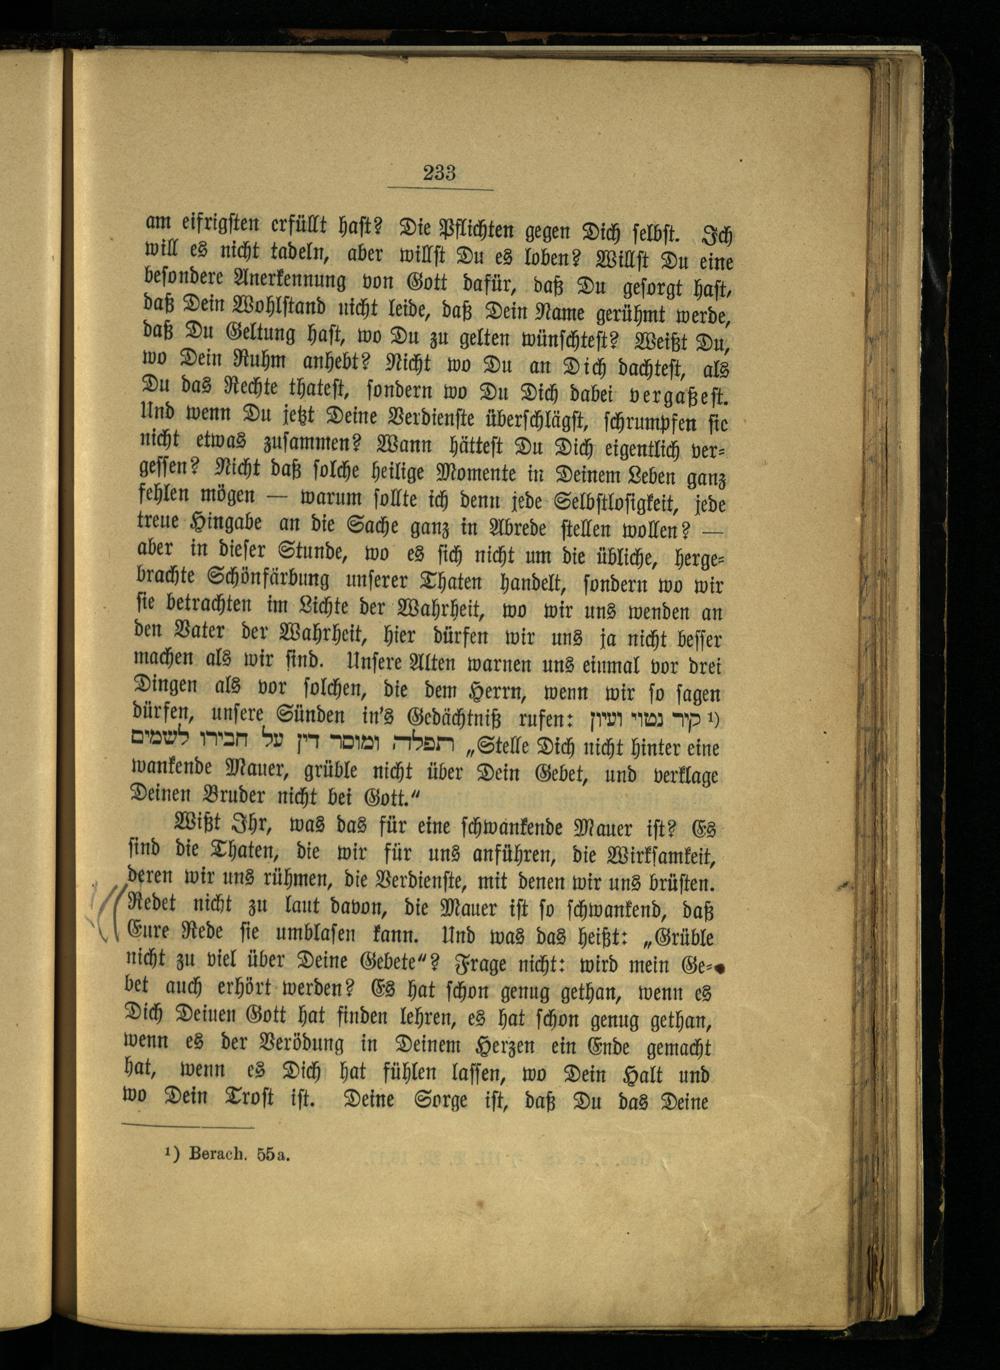 233
am eifrigsten erfüllt hast? Die Pflichten gegen Dich selbst. Ich
will es nicht tadeln, aber willst Du es loben? Willst Du eine
besondere Anerkennung von Gott dafür, daß Du gesorgt hast,
daß Dein Wohlstand nicht leide, daß Dein Name gerühmt werde,
daß Du Geltung hast, wo Du zu gelten wünschtest? Weißt Du,
wo Dein Ruhm anhebt? Nicht wo Du an Dich dachtest, als
Du das Rechte thatest, sondern wo Du Dich dabei vergaßest.
Und wenn Du jetzt Deine Verdienste überschlägst, schrumpfen sie
nicht etwas zusammen? Wann hättest Du Dich eigentlich ver-
gessen? Nicht daß solche heilige Momente in Deinem Leben ganz
fehlen mögen — warum sollte ich denn jede Selbstlosigkeit, jede
treue Hingabe an die Sache ganz in Abrede stellen wollen? —
aber in dieser Stunde, wo es sich nicht um die übliche, herge-
brachte Schönfärbung unserer Thaten handelt, sondern wo wir
sie betrachten im Lichte der Wahrheit, wo wir uns wenden an
den Vater der Wahrheit, hier dürfen wir uns ja nicht besser
machen als wir sind. Unsere Alten warnen uns einmal vor drei
Dingen als vor solchen, die dem Herrn, wenn wir so sagen
dürfen, unsere Sünden in's Gedächtniß rufen: קיר נטוי ועיון ¹)
תפלה ומוסר דין על חבירו לשמים „Stelle Dich nicht hinter eine
wankende Mauer, grüble nicht über Dein Gebet, und verklage
Deinen Bruder nicht bei Gott.“
Wißt Ihr, was das für eine schwankende Mauer ist? Es
sind die Thaten, die wir für uns anführen, die Wirksamkeit,
deren wir uns rühmen, die Verdienste, mit denen wir uns brüsten.
Redet nicht zu laut davon, die Mauer ist so schwankend, daß
Eure Rede sie umblasen kann. Und was das heißt: „Grüble
nicht zu viel über Deine Gebete“? Frage nicht: wird mein Ge-
bet auch erhört werden? Es hat schon genug gethan, wenn es
Dich Deinen Gott hat finden lehren, es hat schon genug gethan,
wenn es der Verödung in Deinem Herzen ein Ende gemacht
hat, wenn es Dich hat fühlen lassen, wo Dein Halt und
wo Dein Trost ist. Deine Sorge ist, daß Du das Deine
¹) Berach. 55a.